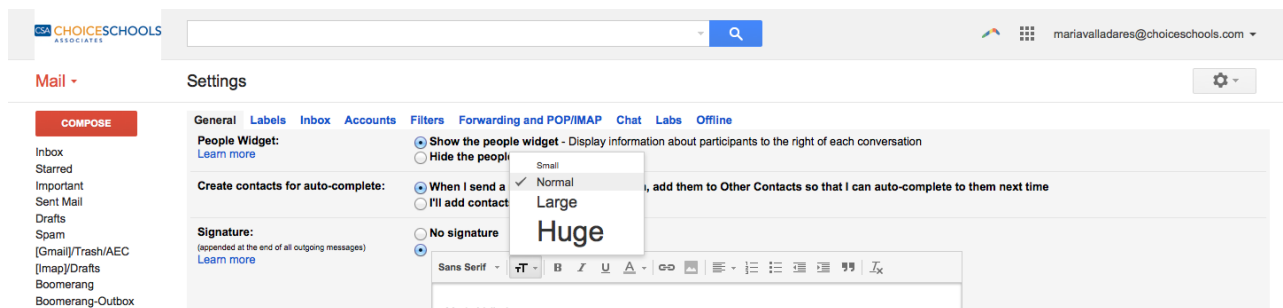 CSA CHOICESCHOOLS
ASSOCIATES
mariavalladares@choiceschools.com
Mail
Settings
COMPOSE
General Labels Inbox Accounts Filters Forwarding and POP/IMAP Chat Labs Offline
People Widget:
Learn more
Show the people widget - Display information about participants to the right of each conversation
Hide the people
Small
Normal
Large
Huge
Create contacts for auto-complete:
When I send a
, add them to Other Contacts so that I can auto-complete to them next time
I'll add contacts
Signature:
(appended at the end of all outgoing messages)
Learn more
No signature
Sans Serif
Inbox
Starred
Important
Sent Mail
Drafts
Spam
[Gmail]/Trash/AEC
[Imap]/Drafts
Boomerang
Boomerang-Outbox